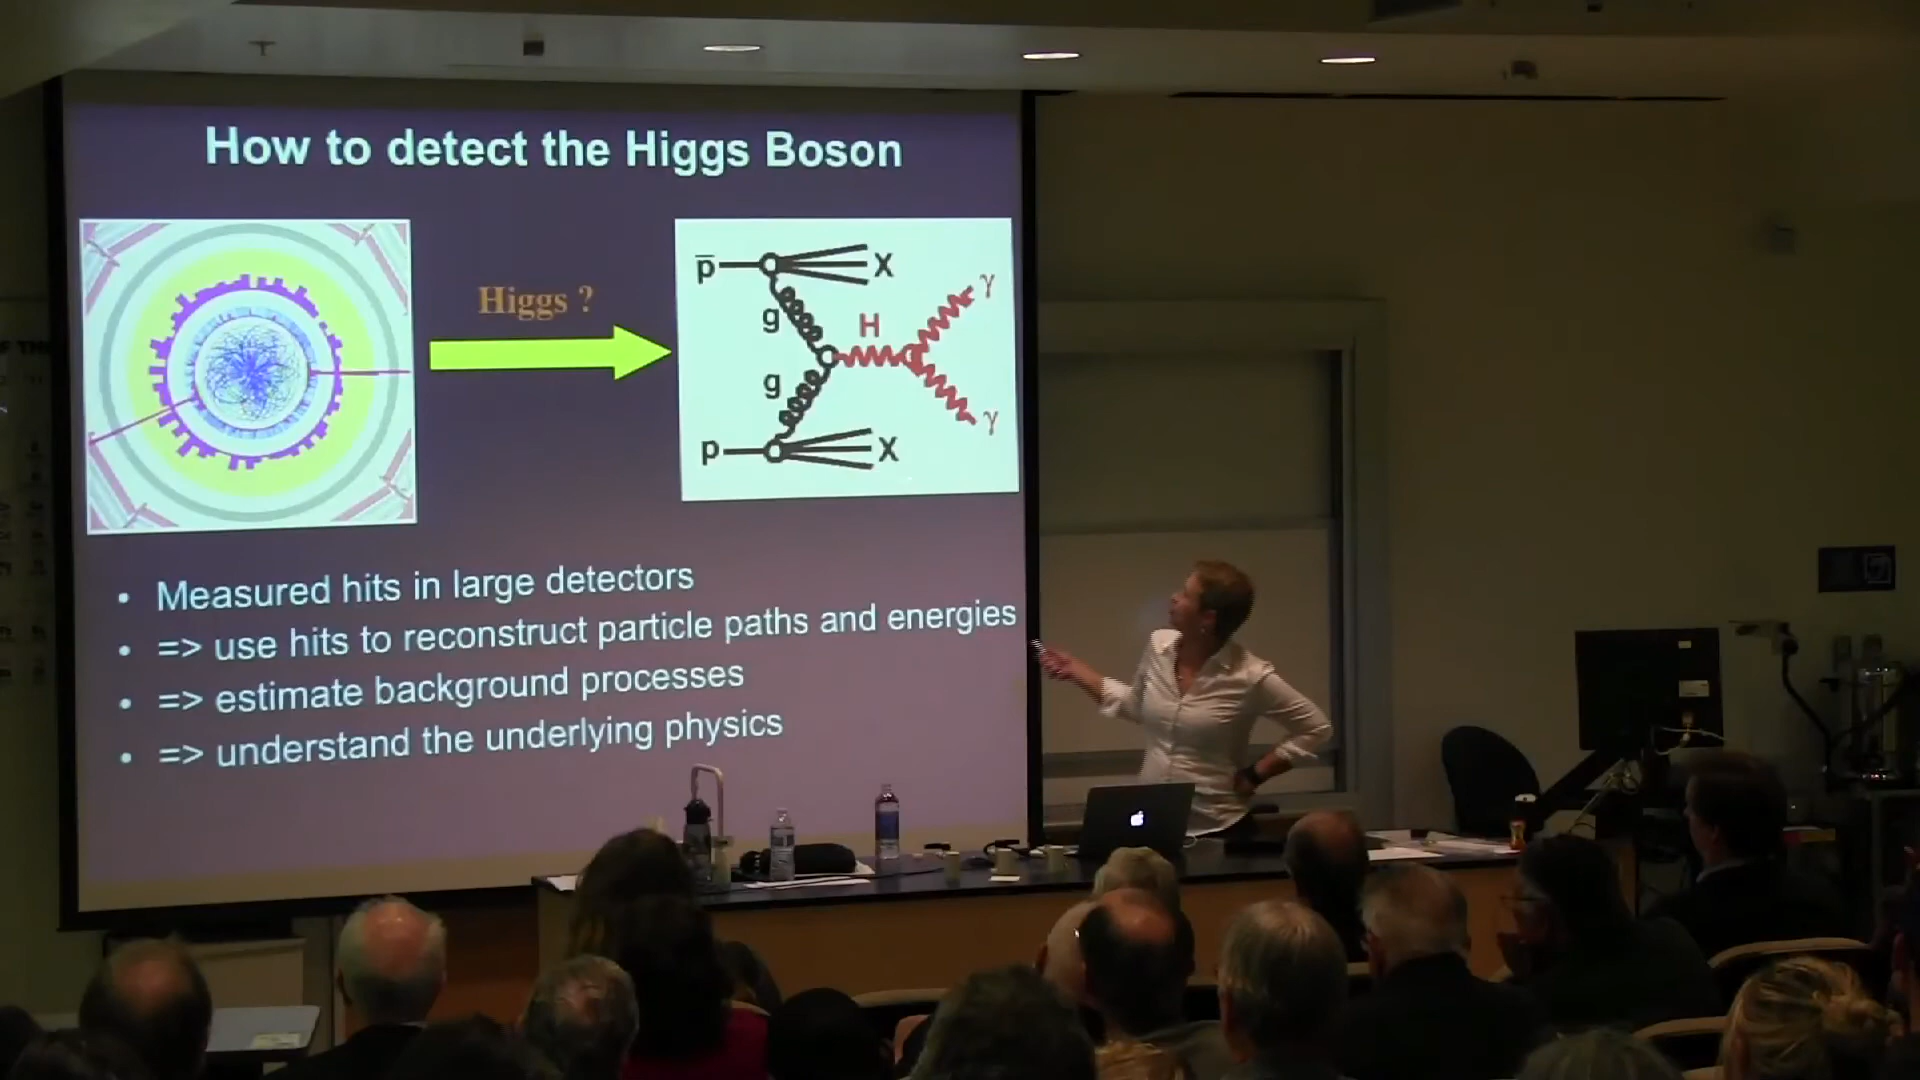 How to detect the Higgs Boson
Higgs ?
p̅ X
g
H
γ
g
γ
p X
• Measured hits in large detectors
• => use hits to reconstruct particle paths and energies
• => estimate background processes
• => understand the underlying physics